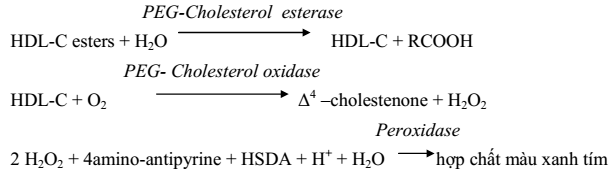 PEG-Cholesterol esterase
HDL-C esters + H₂O ⟶ HDL-C + RCOOH
PEG- Cholesterol oxidase
HDL-C + O₂ ⟶ Δ⁴ –cholestenone + H₂O₂
Peroxidase
2 H₂O₂ + 4amino-antipyrine + HSDA + H⁺ + H₂O ⟶ hợp chất màu xanh tím